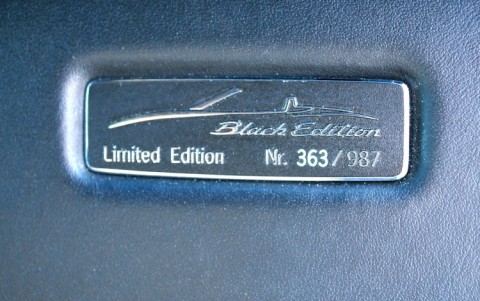 Black Edition
Limited Edition Nr. 363/987